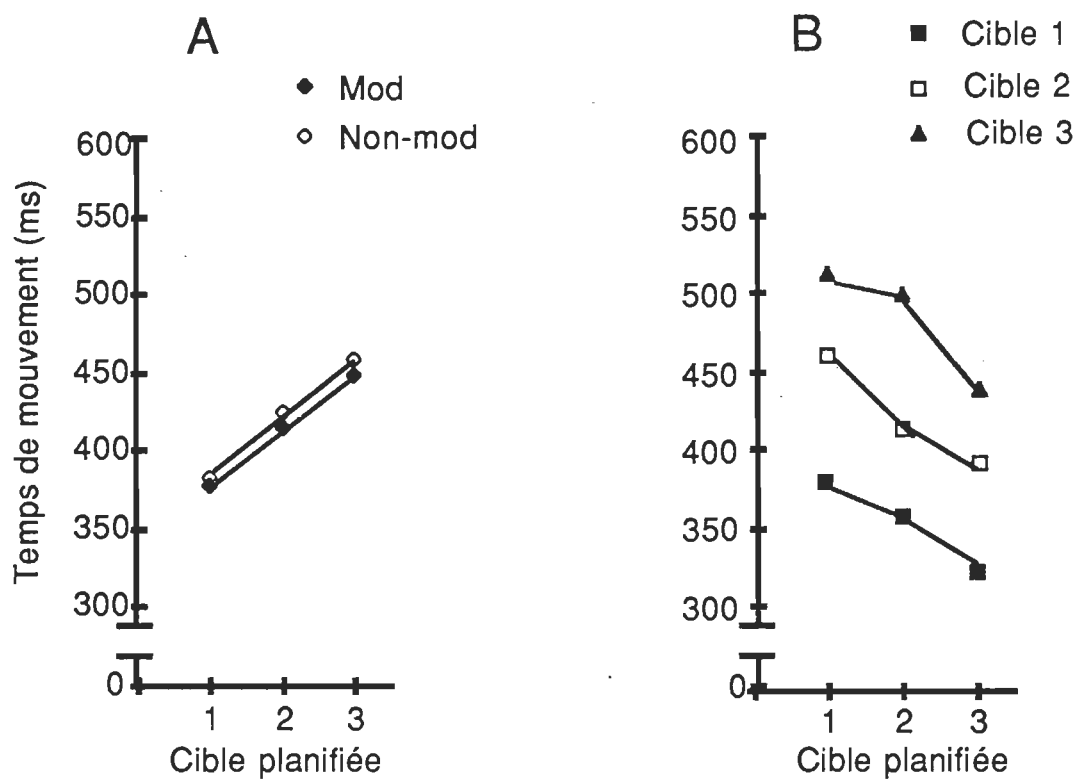 A
Mod
Non-mod
Temps de mouvement (ms)
600
550
500
450
400
350
300
0
1 2 3
Cible planifiée
B
Cible 1
Cible 2
Cible 3
600
550
500
450
400
350
300
0
1 2 3
Cible planifiée